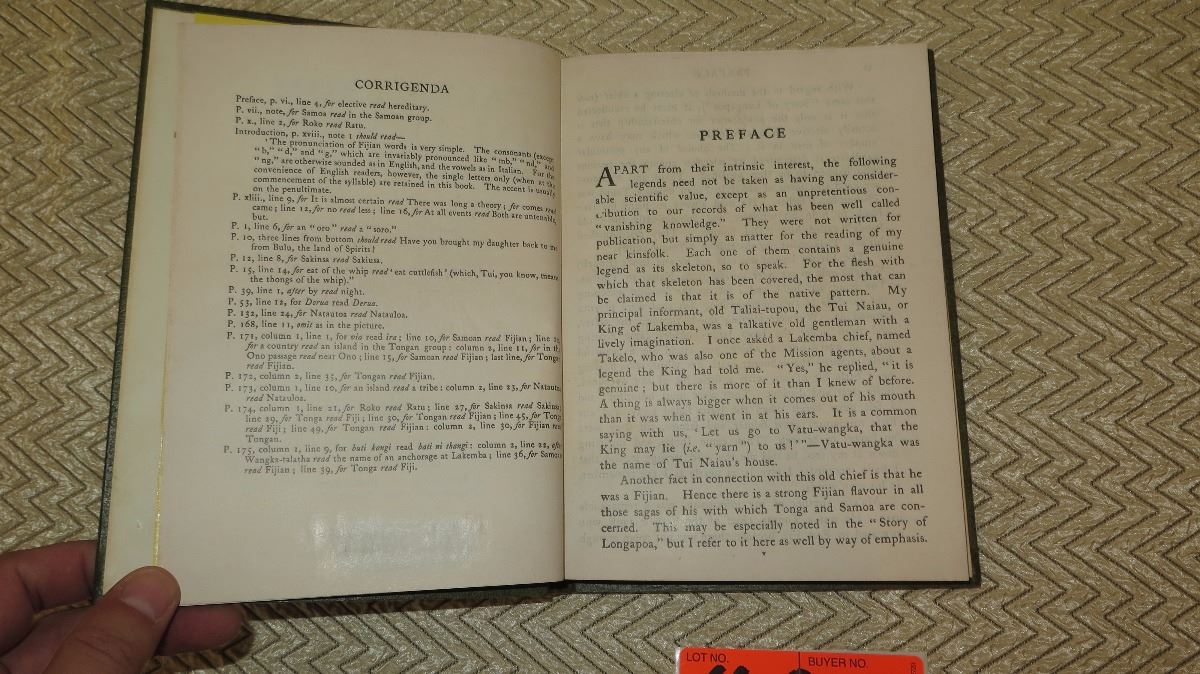 CORRIGENDA
Preface, p. vi., line 4, for elective read hereditary.
P. vii., note, for Samoa read in the Samoan group.
P. x., line 2, for Roko read Ratu.
Introduction, p. xviii., note 1 should read—
'The pronunciation of Fijian words is very simple. The consonants (except
"b," "d," and "g," which are invariably pronounced like "mb," "nd," and
"ng," are otherwise sounded as in English, and the vowels as in Italian. For the
convenience of English readers, however, the single letters only (when at the
commencement of the syllable) are retained in this book. The accent is usually
on the penultimate.
P. xliii., line 9, for It is almost certain read There was long a theory; for comes read
came; line 12, for no read less; line 16, for At all events read Both are untenable,
but.
P. 1, line 6, for an "oro" read a "soro."
P. 10, three lines from bottom should read Have you brought my daughter back to me
from Bulu, the land of Spirits?
P. 12, line 8, for Sakinsa read Sakiusa.
P. 15, line 14, for eat of the whip read 'eat cuttlefish' (which, Tui, you know, means
the thongs of the whip)."
P. 39, line 1, after by read night.
P. 53, line 12, for Dorua read Derua.
P. 132, line 24, for Natautoa read Natauloa.
P. 168, line 11, omit as in the picture.
P. 171, column 1, line 1, for via read ira; line 10, for Samoan read Fijian; line
for a country read an island in the Tongan group: column 2, line 11, for in the
Ono passage read near Ono; line 15, for Samoan read Fijian; last line, for Tonga
read Fijian.
P. 172, column 2, line 35, for Tongan read Fijian.
P. 173, column 1, line 10, for an island read a tribe: column 2, line 23, for Natautoa
read Natauloa.
P. 174, column 1, line 21, for Roko read Ratu; line 27, for Sakinsa read Sakiusa;
line 29, for Tonga read Fiji; line 30, for Tongan read Fijian; line 45, for Tonga
read Fiji; line 49, for Tongan read Fijian: column 2, line 30, for Fijian read
Tongan.
P. 175, column 1, line 9, for buti kangi read bati ni thangi: column 2, line 22, after
Wangka-talatha read the name of an anchorage at Lakemba; line 36, for Samoan
read Fijian; line 39, for Tonga read Fiji.
PREFACE
APART from their intrinsic interest, the following
legends need not be taken as having any consider-
able scientific value, except as an unpretentious con-
tribution to our records of what has been well called
"vanishing knowledge." They were not written for
publication, but simply as matter for the reading of my
near kinsfolk. Each one of them contains a genuine
legend as its skeleton, so to speak. For the flesh with
which that skeleton has been covered, the most that can
be claimed is that it is of the native pattern. My
principal informant, old Taliai-tupou, the Tui Naiau, or
King of Lakemba, was a talkative old gentleman with a
lively imagination. I once asked a Lakemba chief, named
Takelo, who was also one of the Mission agents, about a
legend the King had told me. "Yes," he replied, "it is
genuine; but there is more of it than I knew of before.
A thing is always bigger when it comes out of his mouth
than it was when it went in at his ears. It is a common
saying with us, 'Let us go to Vatu-wangka, that the
King may lie (i.e. "yarn") to us!'"—Vatu-wangka was
the name of Tui Naiau's house.
Another fact in connection with this old chief is that he
was a Fijian. Hence there is a strong Fijian flavour in all
those sagas of his with which Tonga and Samoa are con-
cerned. This may be especially noted in the "Story of
Longapoa," but I refer to it here as well by way of emphasis.
v
LOT NO. BUYER NO.